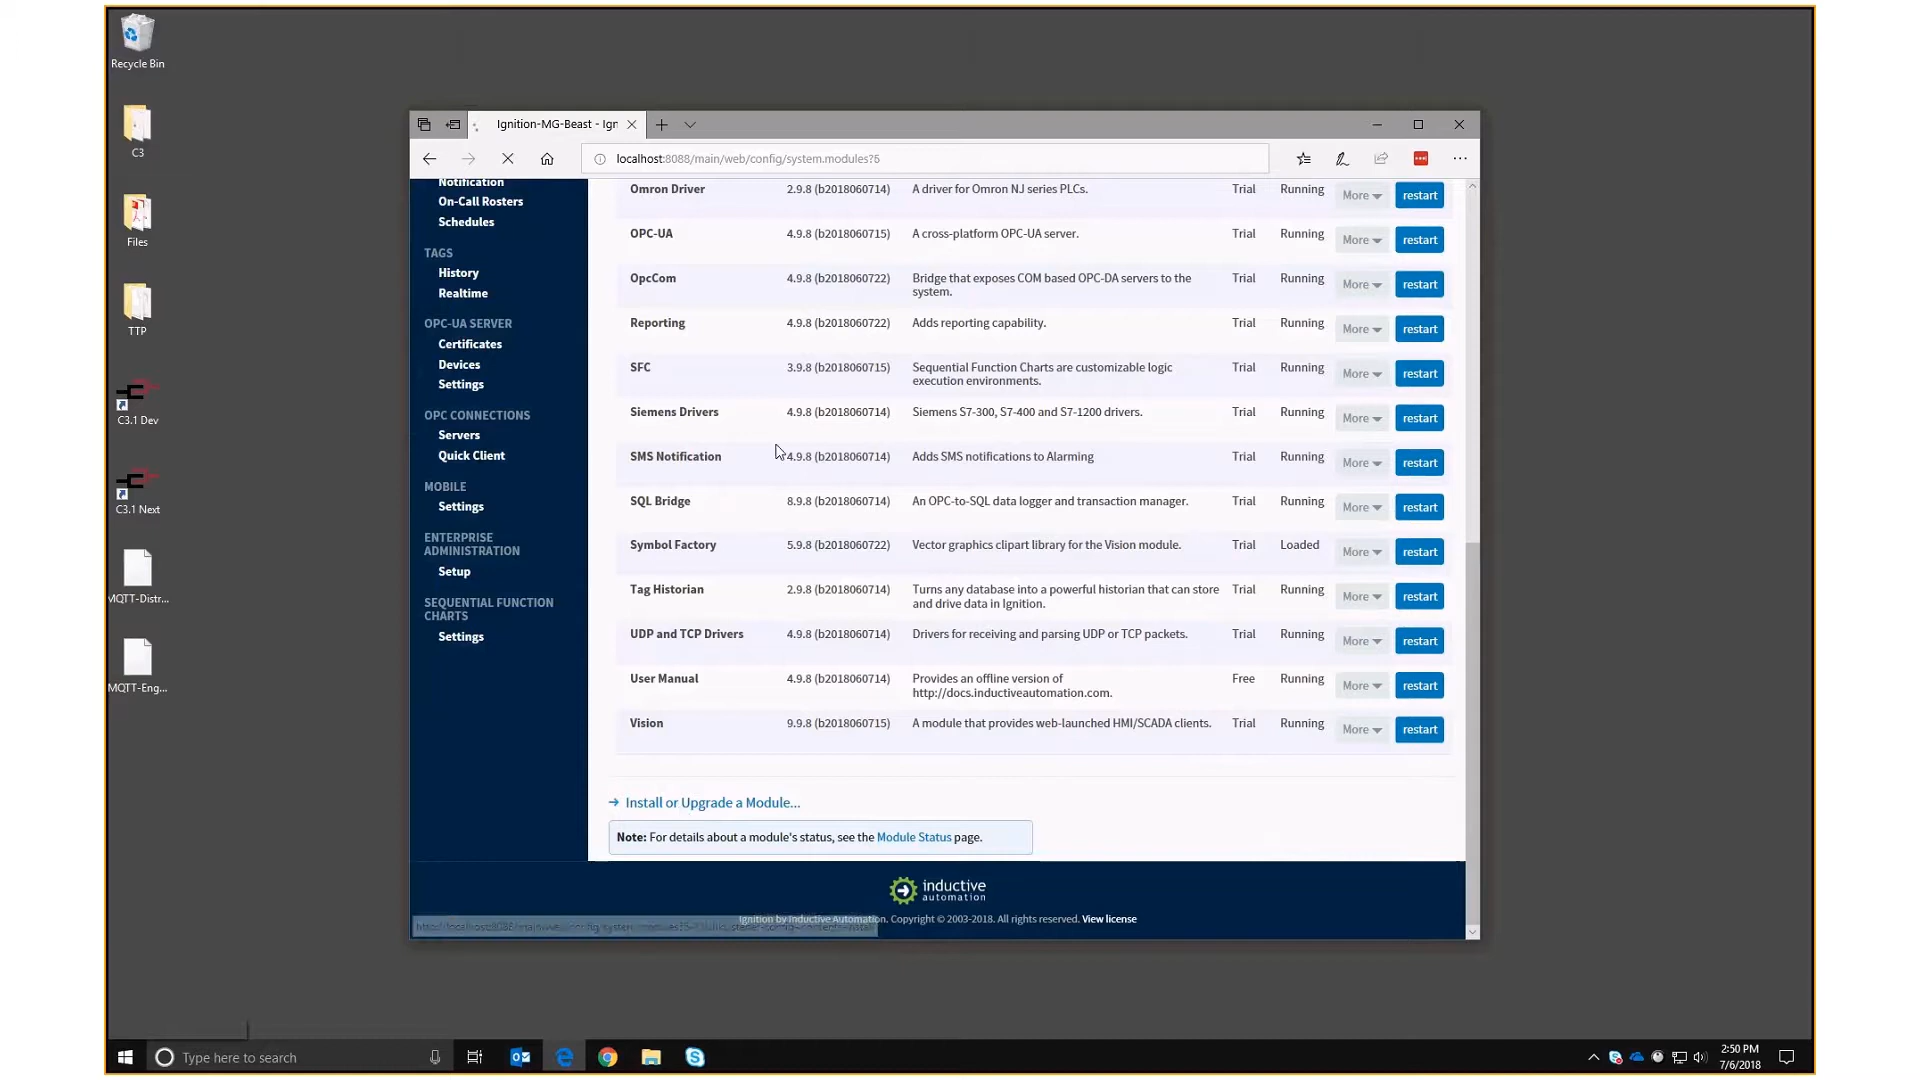 Recycle Bin
C3
Files
TTP
C3.1 Dev
C3.1 Next
MQTT-Distr...
MQTT-Eng...
Ignition-MG-Beast - Ign
localhost:8088/main/web/config/system.modules?5
Notification
On-Call Rosters
Schedules
TAGS
History
Realtime
OPC-UA SERVER
Certificates
Devices
Settings
OPC CONNECTIONS
Servers
Quick Client
MOBILE
Settings
ENTERPRISE
ADMINISTRATION
Setup
SEQUENTIAL FUNCTION
CHARTS
Settings
Omron Driver 2.9.8 (b2018060714) A driver for Omron NJ series PLCs. Trial Running More restart
OPC-UA 4.9.8 (b2018060715) A cross-platform OPC-UA server. Trial Running More restart
OpcCom 4.9.8 (b2018060722) Bridge that exposes COM based OPC-DA servers to the Trial Running More restart
system.
Reporting 4.9.8 (b2018060722) Adds reporting capability. Trial Running More restart
SFC 3.9.8 (b2018060715) Sequential Function Charts are customizable logic Trial Running More restart
execution environments.
Siemens Drivers 4.9.8 (b2018060714) Siemens S7-300, S7-400 and S7-1200 drivers. Trial Running More restart
SMS Notification 4.9.8 (b2018060714) Adds SMS notifications to Alarming Trial Running More restart
SQL Bridge 8.9.8 (b2018060714) An OPC-to-SQL data logger and transaction manager. Trial Running More restart
Symbol Factory 5.9.8 (b2018060722) Vector graphics clipart library for the Vision module. Trial Loaded More restart
Tag Historian 2.9.8 (b2018060714) Turns any database into a powerful historian that can store Trial Running More restart
and drive data in Ignition.
UDP and TCP Drivers 4.9.8 (b2018060714) Drivers for receiving and parsing UDP or TCP packets. Trial Running More restart
User Manual 4.9.8 (b2018060714) Provides an offline version of Free Running More restart
http://docs.inductiveautomation.com.
Vision 9.9.8 (b2018060715) A module that provides web-launched HMI/SCADA clients. Trial Running More restart
Install or Upgrade a Module...
Note: For details about a module's status, see the Module Status page.
inductive
automation
Ignition by Inductive Automation. Copyright © 2003-2018. All rights reserved. View license
Type here to search
2:50 PM
7/6/2018